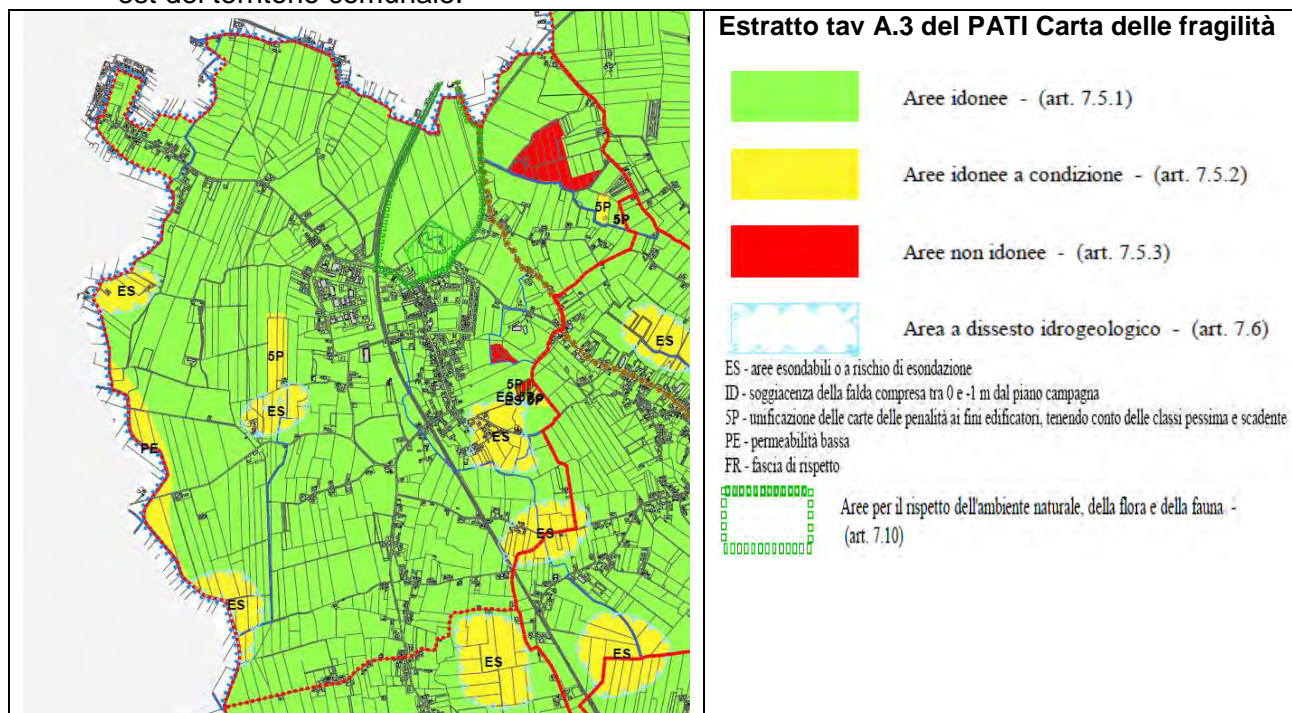 est del territorio comunale.
Estratto tav A.3 del PATI Carta delle fragilità
Aree idonee - (art. 7.5.1)
Aree idonee a condizione - (art. 7.5.2)
Aree non idonee - (art. 7.5.3)
Area a dissesto idrogeologico - (art. 7.6)
ES - aree esondabili o a rischio di esondazione
ID - soggiacenza della falda compresa tra 0 e -1 m dal piano campagna
5P - unificazione delle carte delle penalità ai fini edificatori, tenendo conto delle classi pessima e scadente
PE - permeabilità bassa
FR - fascia di rispetto
Aree per il rispetto dell'ambiente naturale, della flora e della fauna -
(art. 7.10)
5P
5P
ES
ES
5P
5P
ES
ES
PE
ES
ES
ES
ES
ES